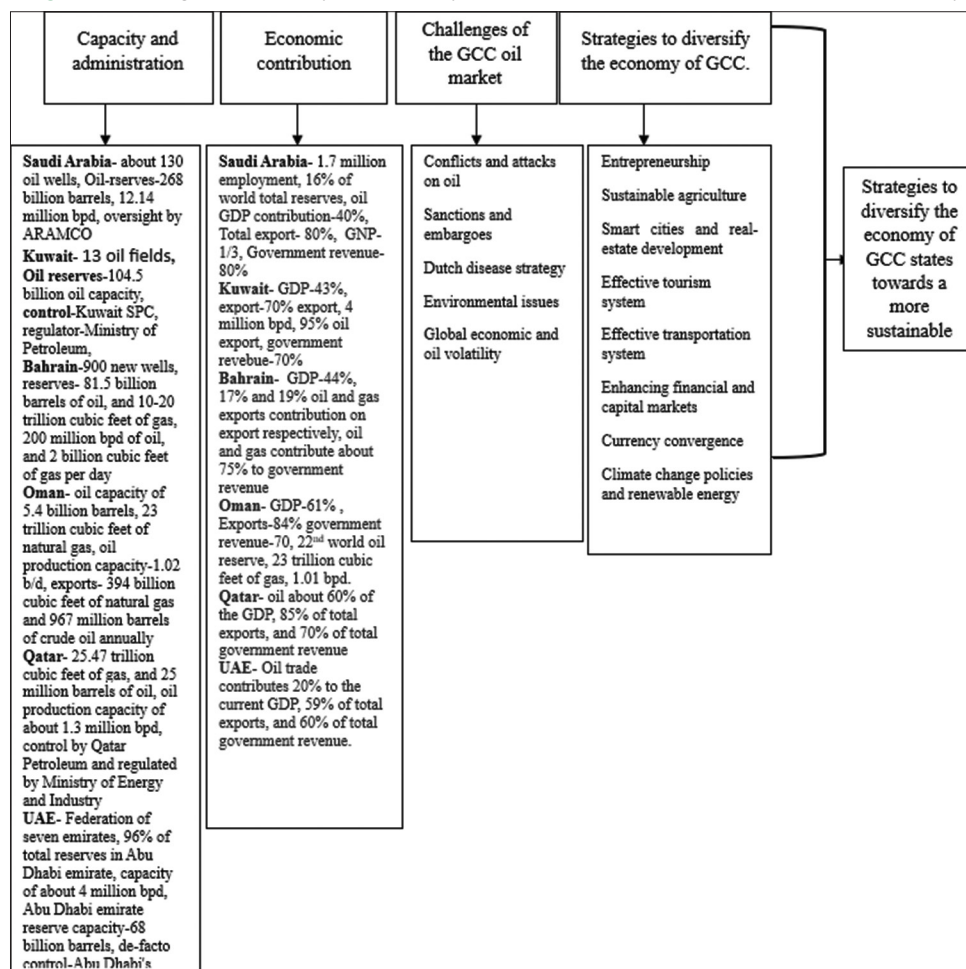 Capacity and
administration
Economic
contribution
Challenges of
the GCC oil
market
Strategies to diversify
the economy of GCC.
Saudi Arabia- about 130
oil wells, Oil-rserves-268
billion barrels, 12.14
million bpd, oversight by
ARAMCO
Kuwait- 13 oil fields,
Oil reserves-104.5
billion oil capacity,
control-Kuwait SPC,
regulator-Ministry of
Petroleum,
Bahrain-900 new wells,
reserves- 81.5 billion
barrels of oil, and 10-20
trillion cubic feet of gas,
200 million bpd of oil,
and 2 billion cubic feet
of gas per day
Oman- oil capacity of
5.4 billion barrels, 23
trillion cubic feet of
natural gas, oil
production capacity-1.02
b/d, exports- 394 billion
cubic feet of natural gas
and 967 million barrels
of crude oil annually
Qatar- 25.47 trillion
cubic feet of gas, and 25
million barrels of oil, oil
production capacity of
about 1.3 million bpd,
control by Qatar
Petroleum and regulated
by Ministry of Energy
and Industry
UAE- Federation of
seven emirates, 96% of
total reserves in Abu
Dhabi emirate, capacity
of about 4 million bpd,
Abu Dhabi emirate
reserve capacity-68
billion barrels, de-facto
control-Abu Dhabi's
Saudi Arabia- 1.7 million
employment, 16% of
world total reserves, oil
GDP contribution-40%,
Total export- 80%, GNP-
1/3, Government revenue-
80%
Kuwait- GDP-43%,
export-70% export, 4
million bpd, 95% oil
export, government
revebue-70%
Bahrain- GDP-44%,
17% and 19% oil and gas
exports contribution on
export respectively, oil
and gas contribute about
75% to government
revenue
Oman- GDP-61% ,
Exports-84% government
revenue-70, 22nd world oil
reserve, 23 trillion cubic
feet of gas, 1.01 bpd.
Qatar- oil about 60% of
the GDP, 85% of total
exports, and 70% of total
government revenue
UAE- Oil trade
contributes 20% to the
current GDP, 59% of total
exports, and 60% of total
government revenue.
Conflicts and attacks
on oil
Sanctions and
embargoes
Dutch disease strategy
Environmental issues
Global economic and
oil volatility
Entrepreneurship
Sustainable agriculture
Smart cities and real-
estate development
Effective tourism
system
Effective transportation
system
Enhancing financial and
capital markets
Currency convergence
Climate change policies
and renewable energy
Strategies to
diversify the
economy of
GCC states
towards a
more
sustainable